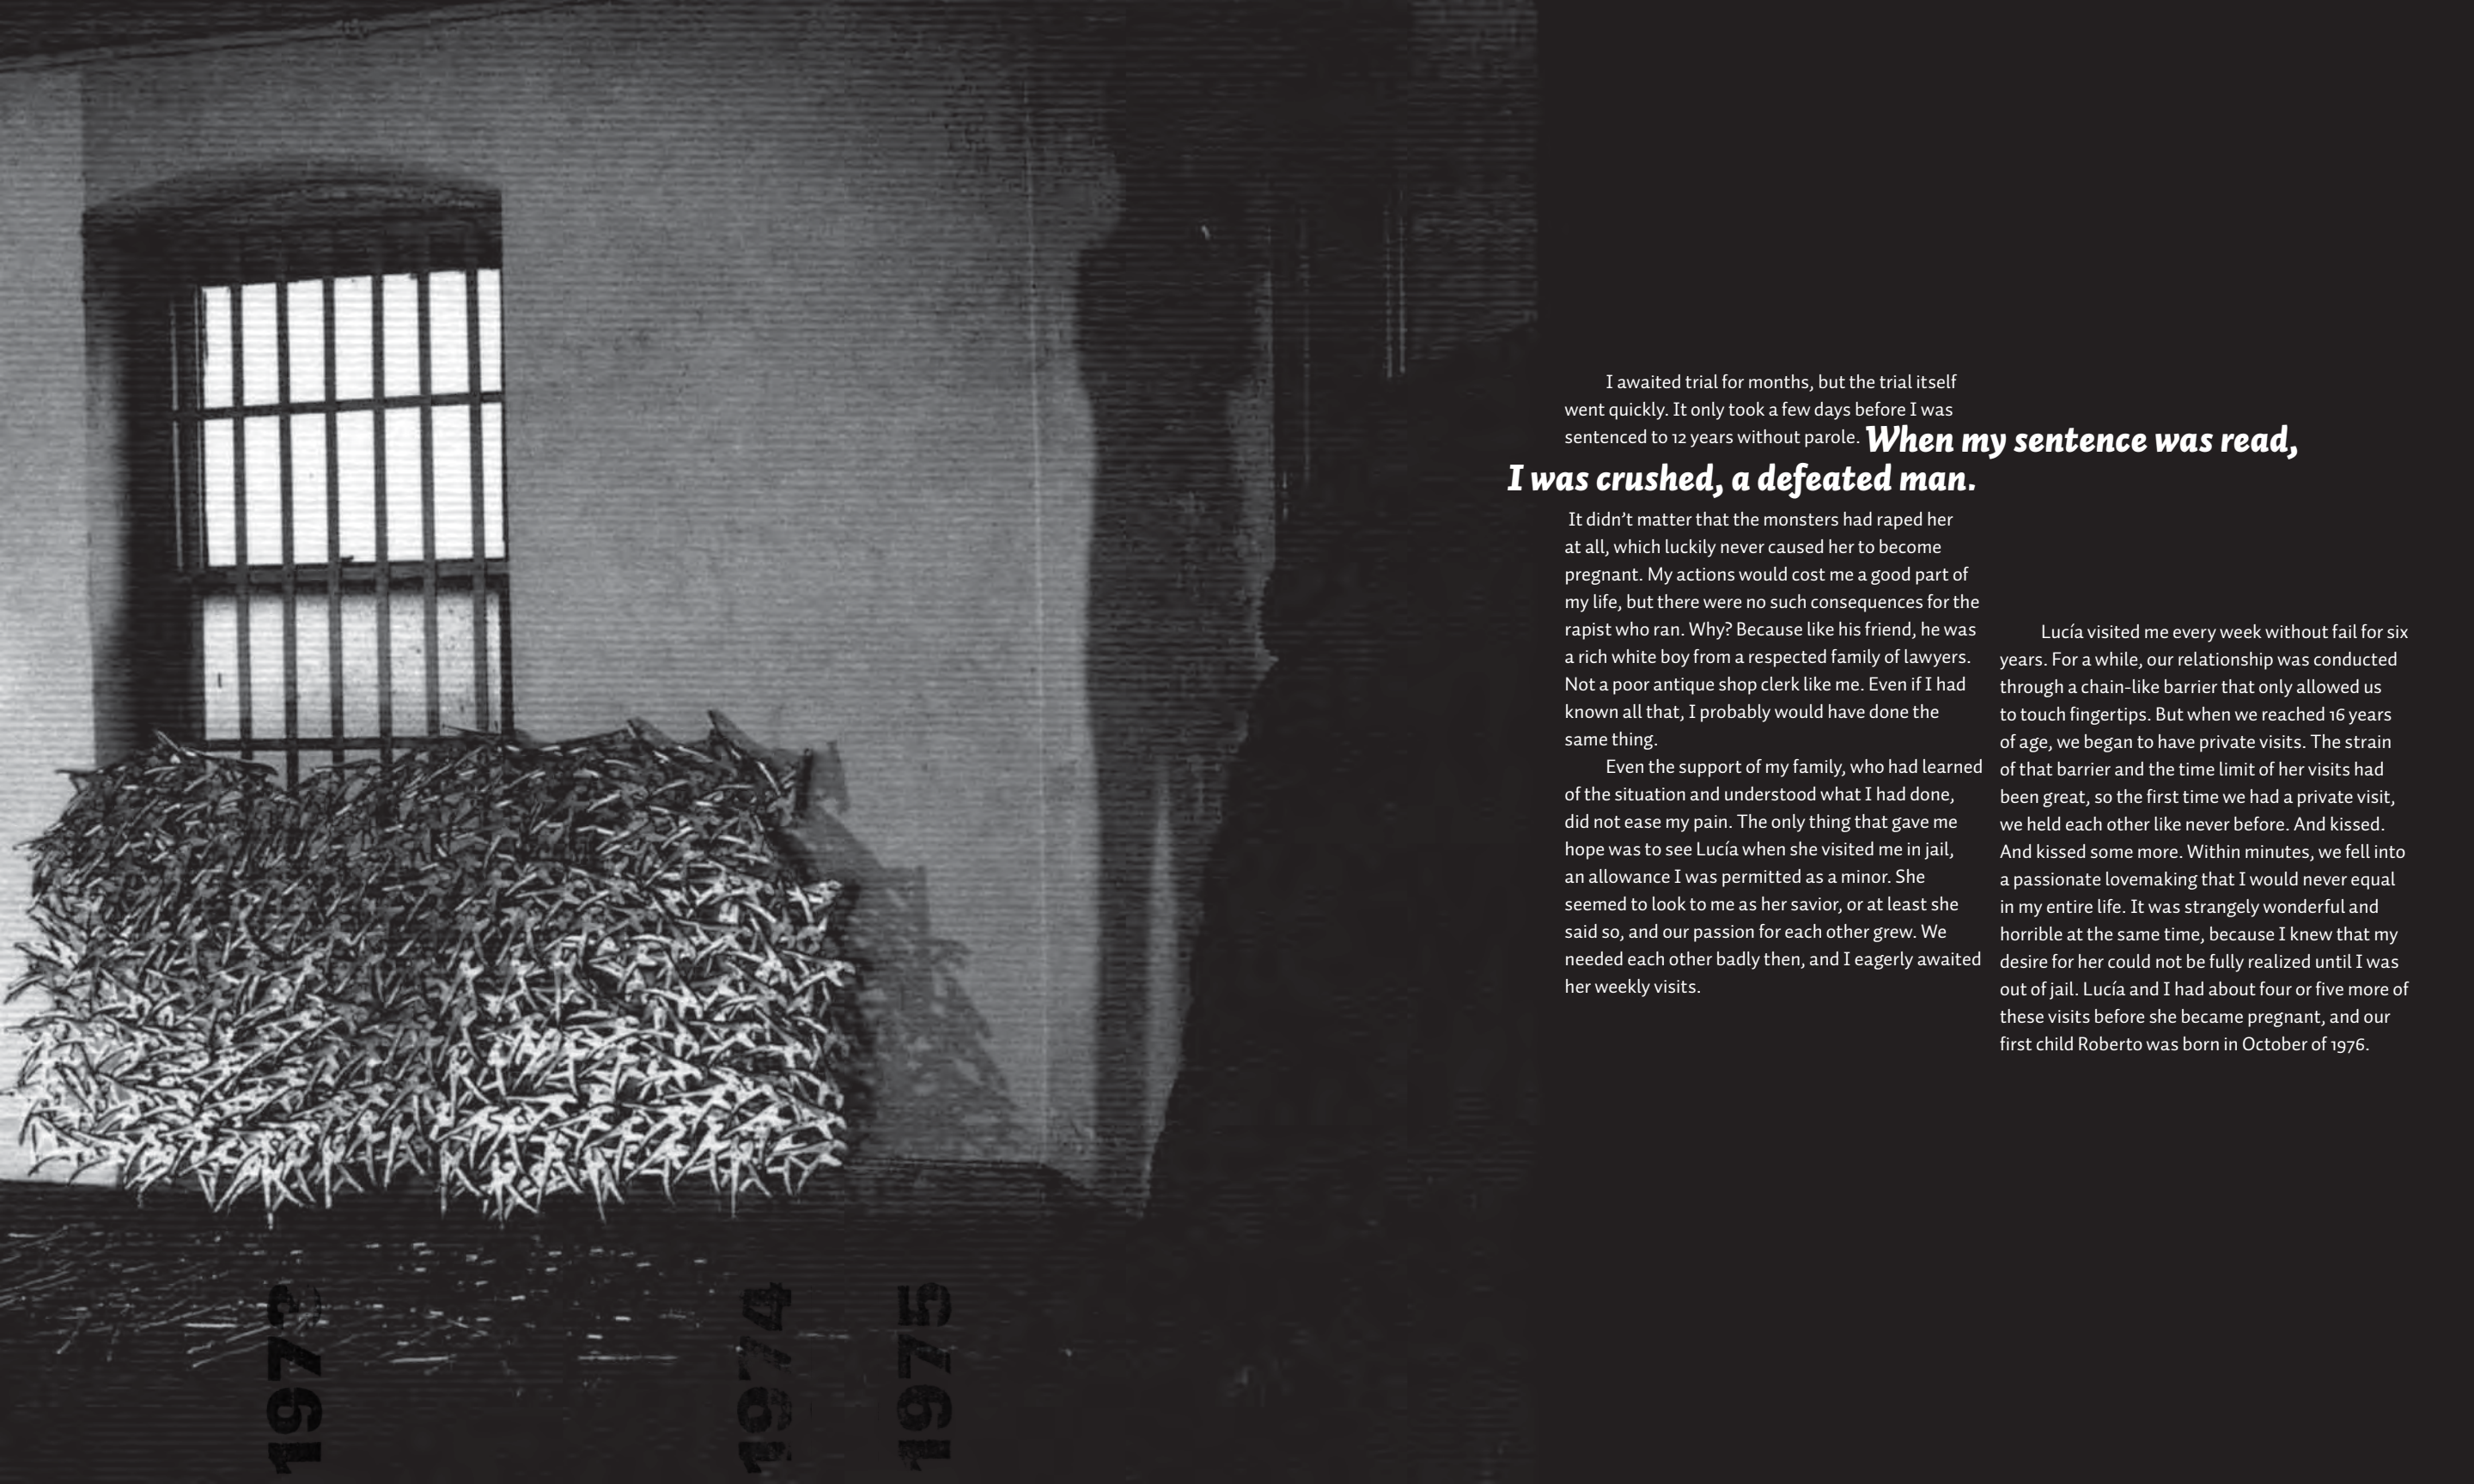 I awaited trial for months, but the trial itself
went quickly. It only took a few days before I was
sentenced to 12 years without parole. When my sentence was read,
I was crushed, a defeated man.
It didn’t matter that the monsters had raped her
at all, which luckily never caused her to become
pregnant. My actions would cost me a good part of
my life, but there were no such consequences for the
rapist who ran. Why? Because like his friend, he was
a rich white boy from a respected family of lawyers.
Not a poor antique shop clerk like me. Even if I had
known all that, I probably would have done the
same thing.
Even the support of my family, who had learned
of the situation and understood what I had done,
did not ease my pain. The only thing that gave me
hope was to see Lucía when she visited me in jail,
an allowance I was permitted as a minor. She
seemed to look to me as her savior, or at least she
said so, and our passion for each other grew. We
needed each other badly then, and I eagerly awaited
her weekly visits.
Lucía visited me every week without fail for six
years. For a while, our relationship was conducted
through a chain-like barrier that only allowed us
to touch fingertips. But when we reached 16 years
of age, we began to have private visits. The strain
of that barrier and the time limit of her visits had
been great, so the first time we had a private visit,
we held each other like never before. And kissed.
And kissed some more. Within minutes, we fell into
a passionate lovemaking that I would never equal
in my entire life. It was strangely wonderful and
horrible at the same time, because I knew that my
desire for her could not be fully realized until I was
out of jail. Lucía and I had about four or five more of
these visits before she became pregnant, and our
first child Roberto was born in October of 1976.
1974
1975